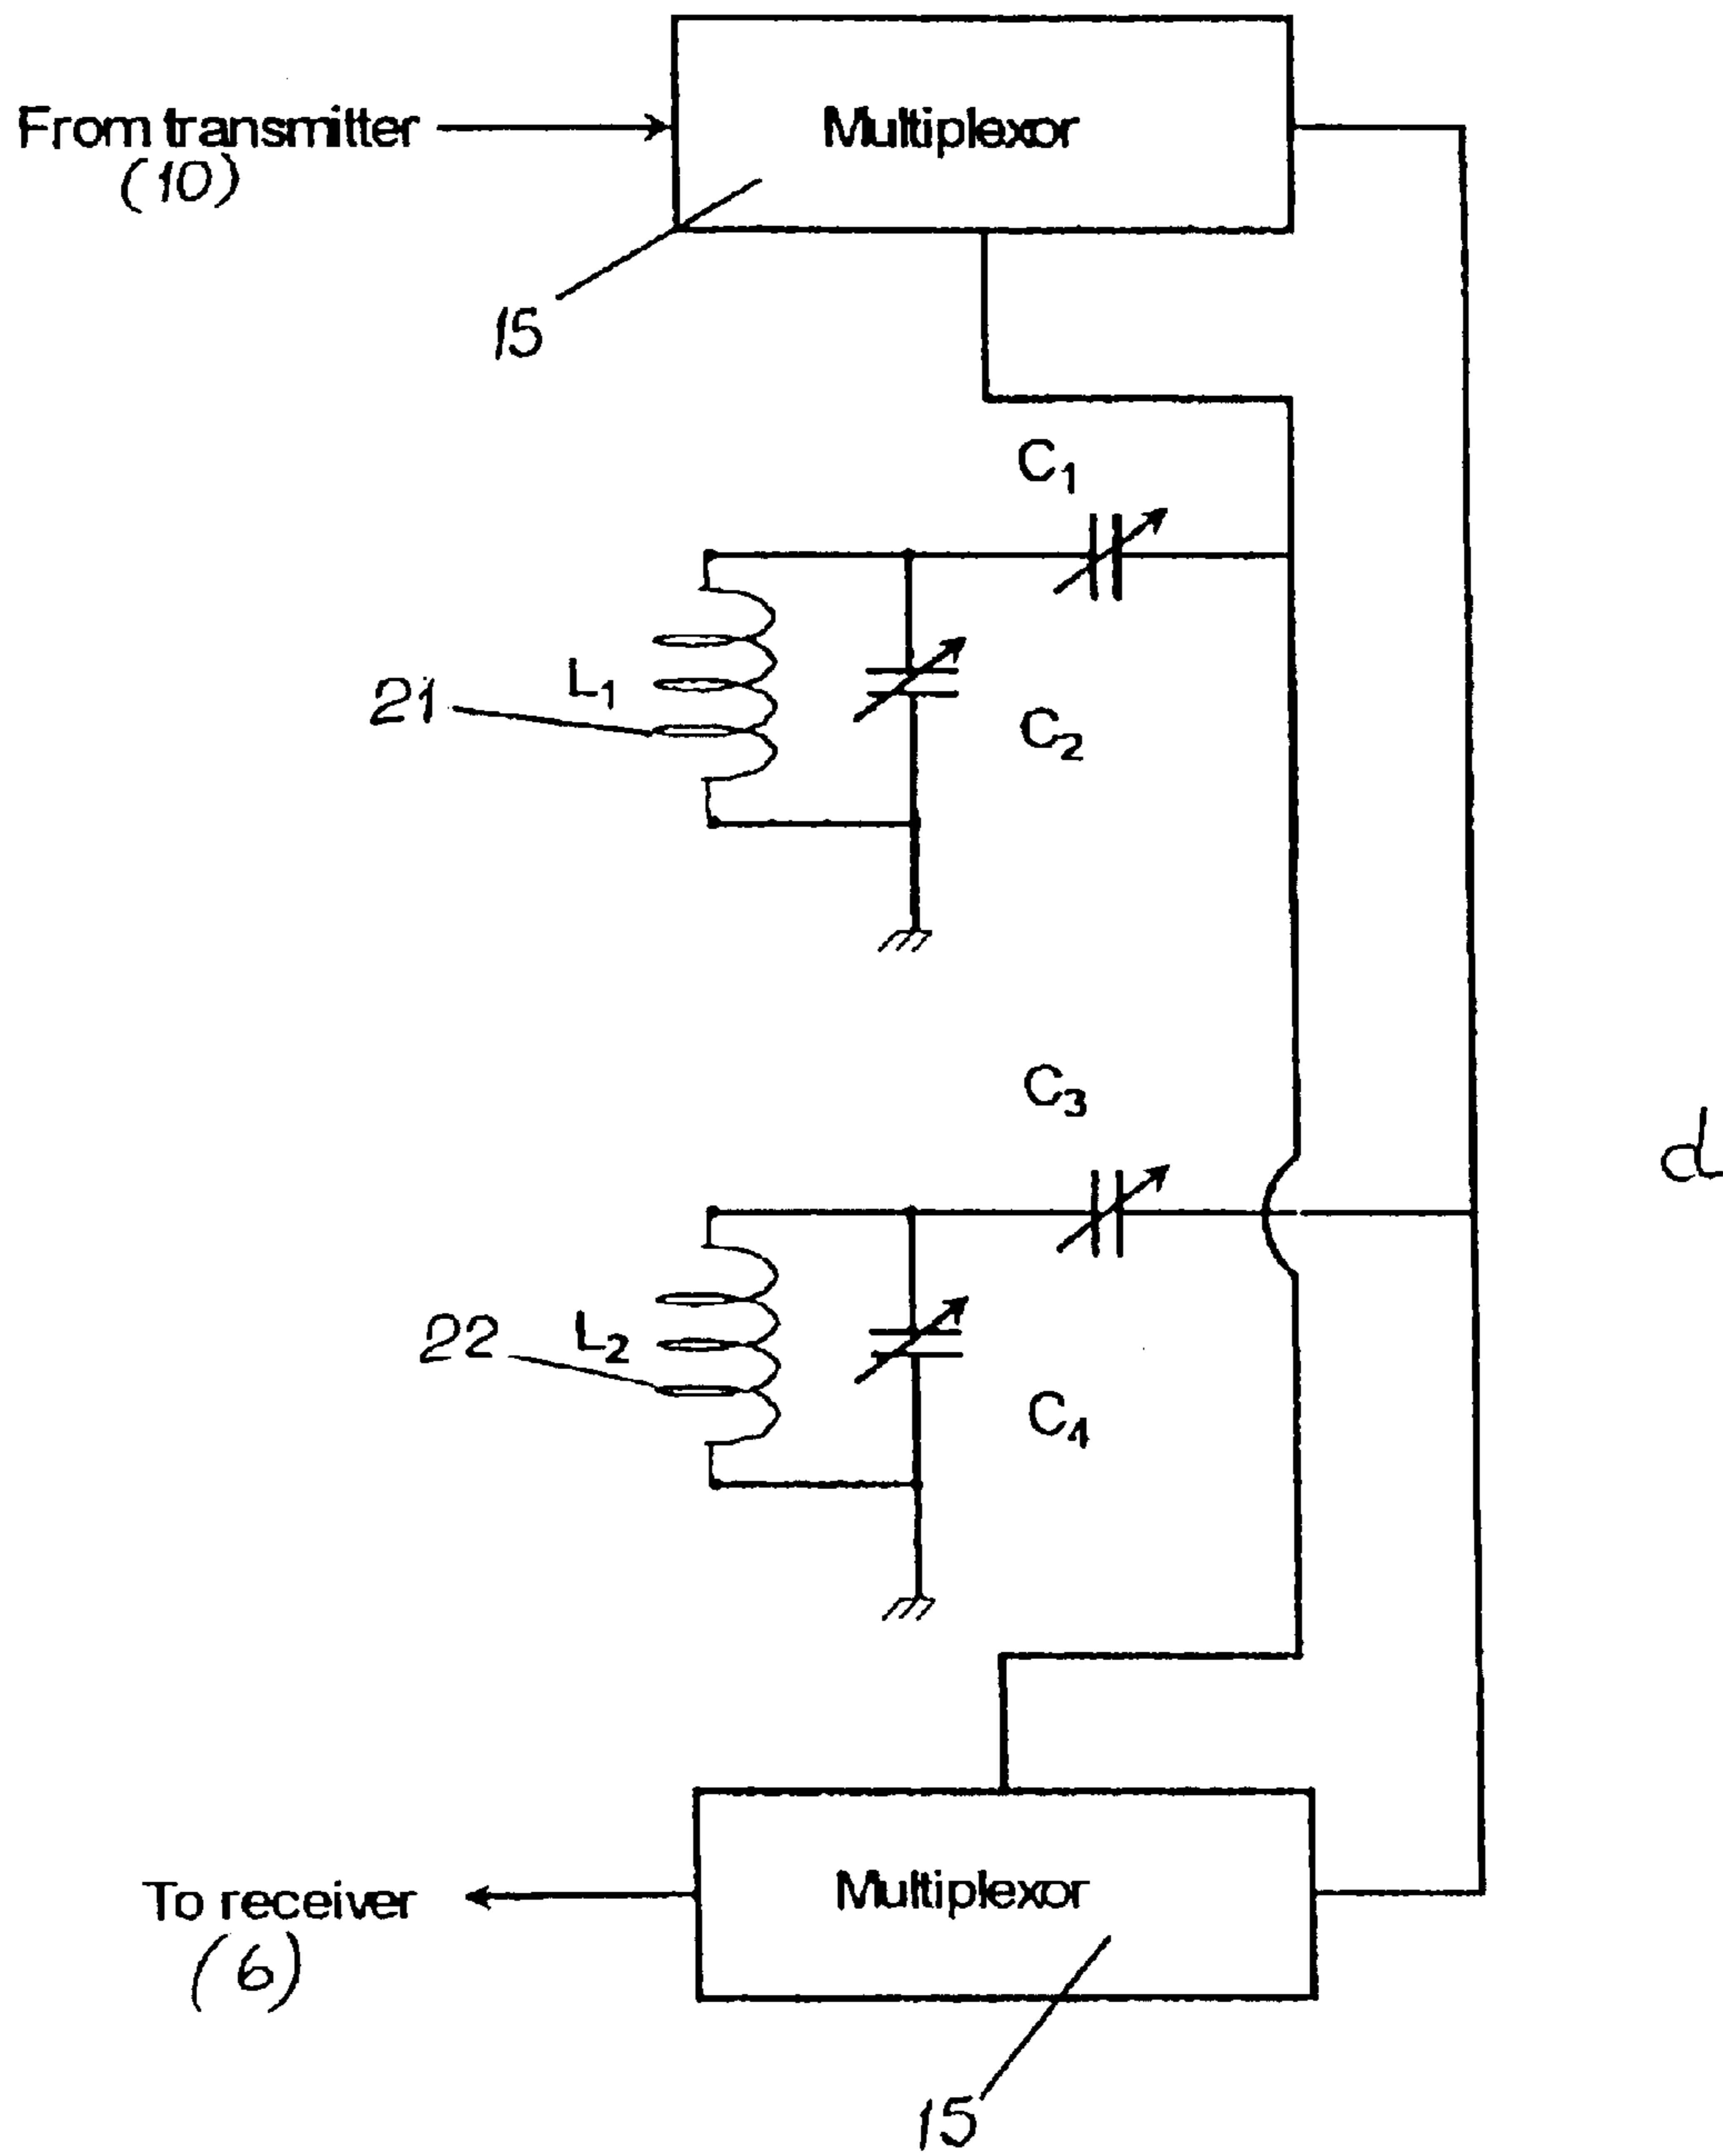 Multiplexor
From transmitter
(10)
15
C1
L1
21
C2
C3
d
L2
22
C4
Multiplexor
To receiver
(6)
15